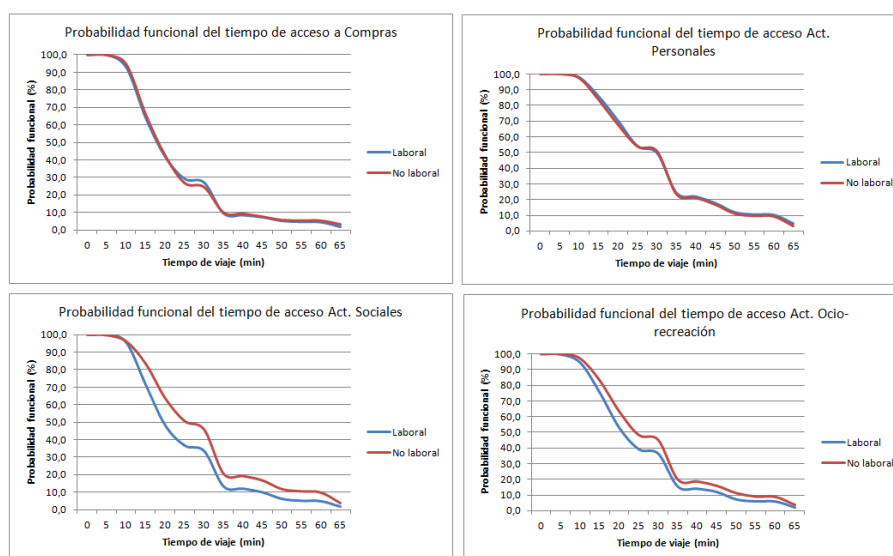 Probabilidad funcional del tiempo de acceso a Compras
Probabilidad funcional (%)
100,0
90,0
80,0
70,0
60,0
50,0
40,0
30,0
20,0
10,0
0,0
0 5 10 15 20 25 30 35 40 45 50 55 60 65
Tiempo de viaje (min)
Laboral
No laboral
Probabilidad funcional del tiempo de acceso Act.
Personales
Probabilidad funcional (%)
100,0
90,0
80,0
70,0
60,0
50,0
40,0
30,0
20,0
10,0
0,0
0 5 10 15 20 25 30 35 40 45 50 55 60 65
Tiempo de viaje (min)
Laboral
No laboral
Probabilidad funcional del tiempo de acceso Act. Sociales
Probabilidad funcional (%)
100,0
90,0
80,0
70,0
60,0
50,0
40,0
30,0
20,0
10,0
0,0
0 5 10 15 20 25 30 35 40 45 50 55 60 65
Tiempo de viaje (min)
Laboral
No laboral
Probabilidad funcional del tiempo de acceso Act. Ocio-
recreación
Probabilidad funcional (%)
100,0
90,0
80,0
70,0
60,0
50,0
40,0
30,0
20,0
10,0
0,0
0 5 10 15 20 25 30 35 40 45 50 55 60 65
Tiempo de viaje (min)
Laboral
No laboral